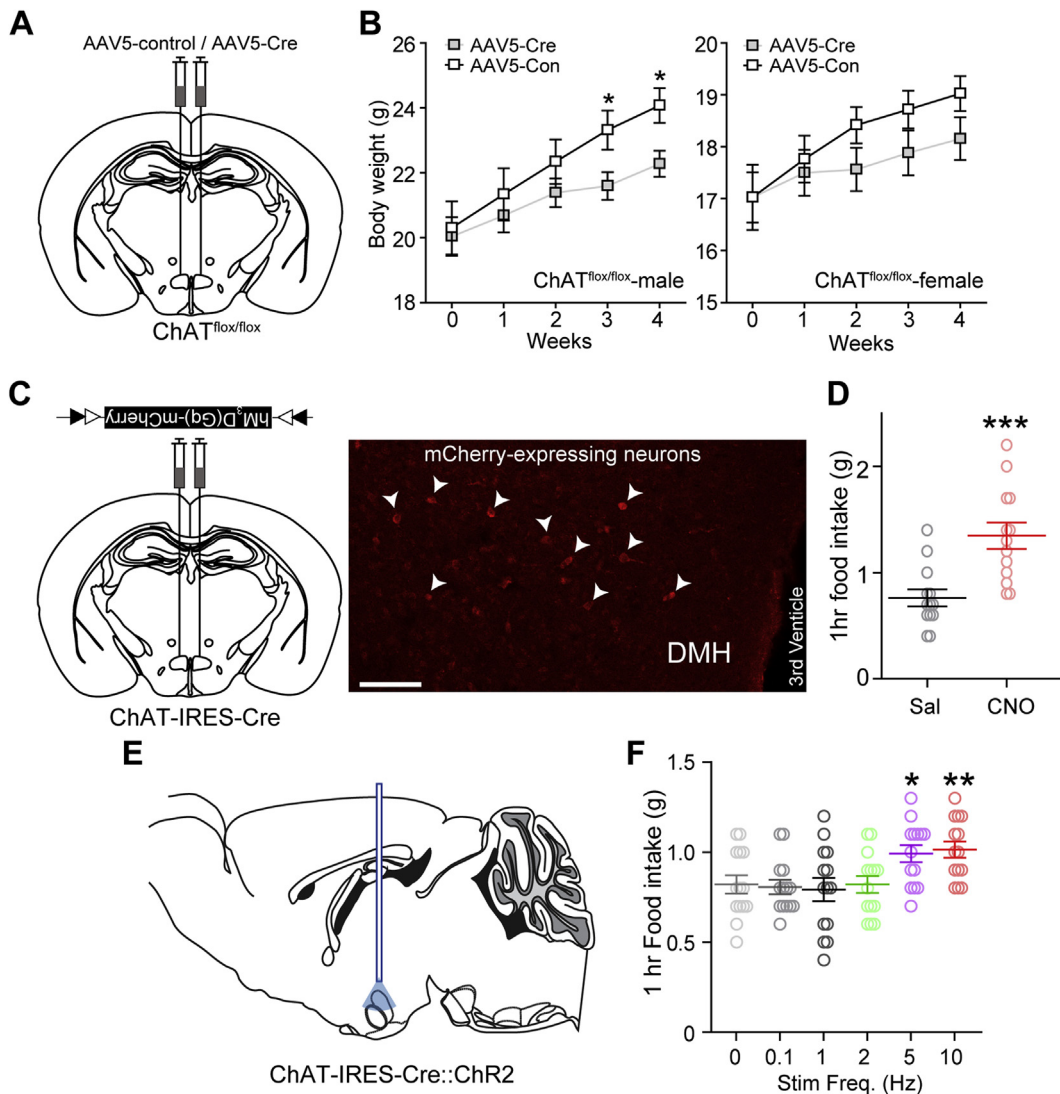 A
AAV5-control / AAV5-Cre
ChAT^flox/flox
B
26
24
22
20
18
Body weight (g)
AAV5-Cre
AAV5-Con
*
*
ChAT^flox/flox-male
0 1 2 3 4
Weeks
20
19
18
17
16
15
AAV5-Cre
AAV5-Con
ChAT^flox/flox-female
0 1 2 3 4
Weeks
C
hM3D(Gq)-mCherry
ChAT-IRES-Cre
mCherry-expressing neurons
DMH
3rd Venticle
D
***
2
1
0
1hr food intake (g)
Sal CNO
E
ChAT-IRES-Cre::ChR2
F
1.5
1.0
0.5
0
1 hr Food intake (g)
* **
0 0.1 1 2 5 10
Stim Freq. (Hz)